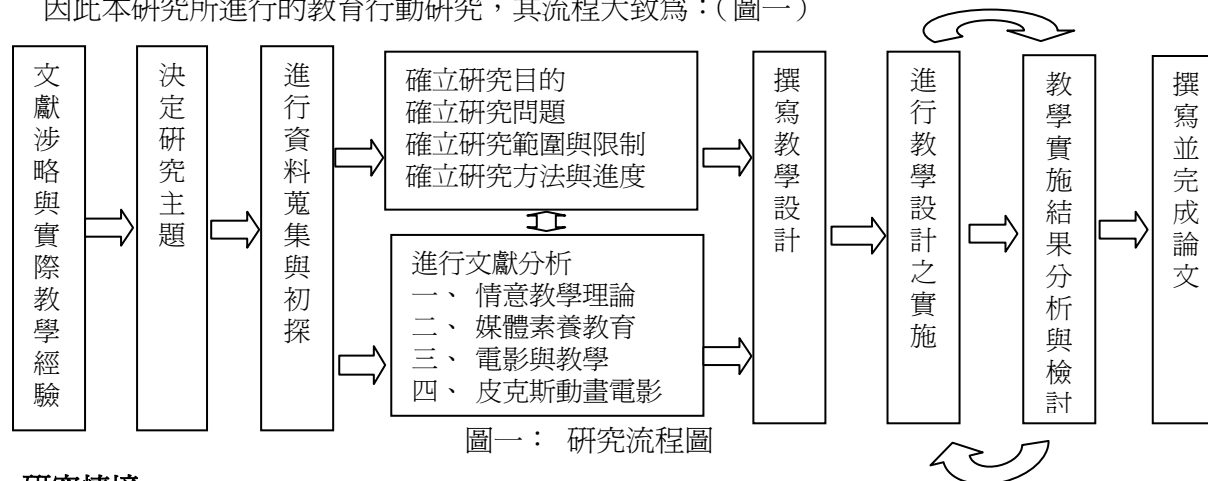 因此本研究所進行的教育行動研究，其流程大致為：(圖一)
文獻涉略與實際教學經驗
決定研究主題
進行資料蒐集與初探
確立研究目的
確立研究問題
確立研究範圍與限制
確立研究方法與進度
進行文獻分析
一、 情意教學理論
二、 媒體素養教育
三、 電影與教學
四、 皮克斯動畫電影
撰寫教學設計
進行教學設計之實施
教學實施結果分析與檢討
撰寫並完成論文
圖一： 研究流程圖